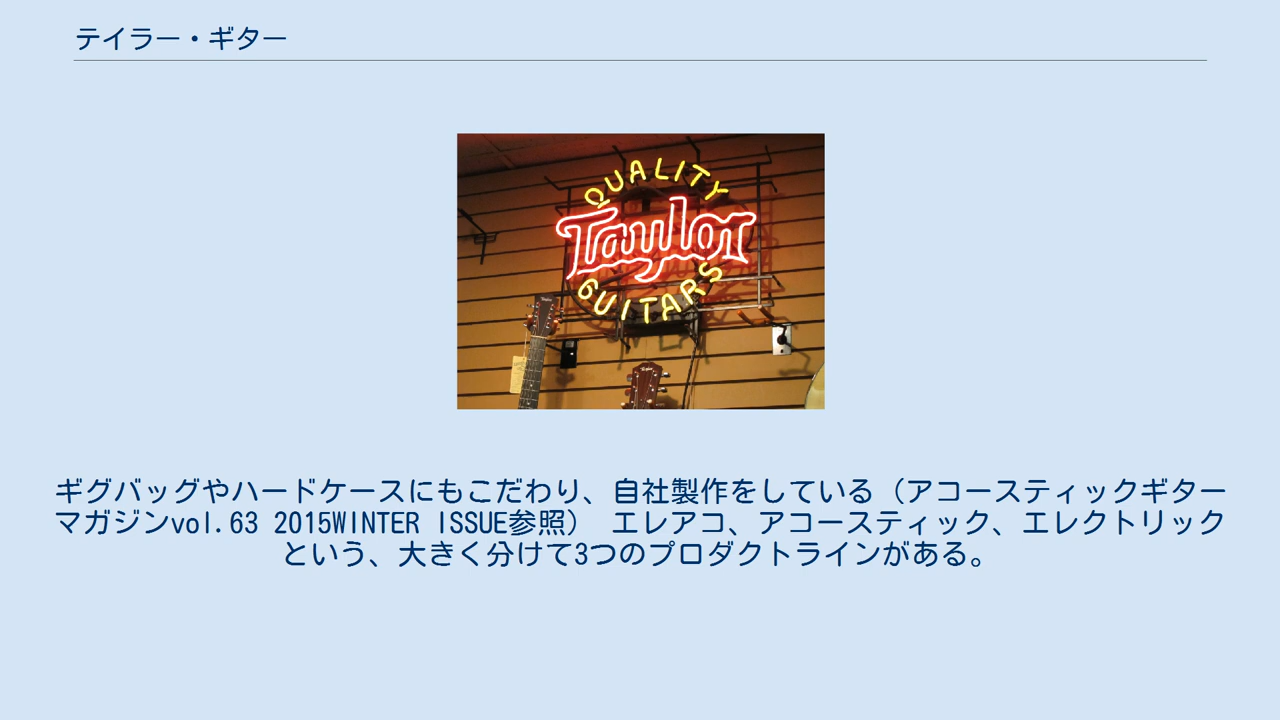 テイラー・ギター
QUALITY
Taylor
GUITARS
ギグバッグやハードケースにもこだわり、自社製作をしている（アコースティックギター
マガジンvol.63 2015WINTER ISSUE参照） エレアコ、アコースティック、エレクトリック
という、大きく分けて3つのプロダクトラインがある。